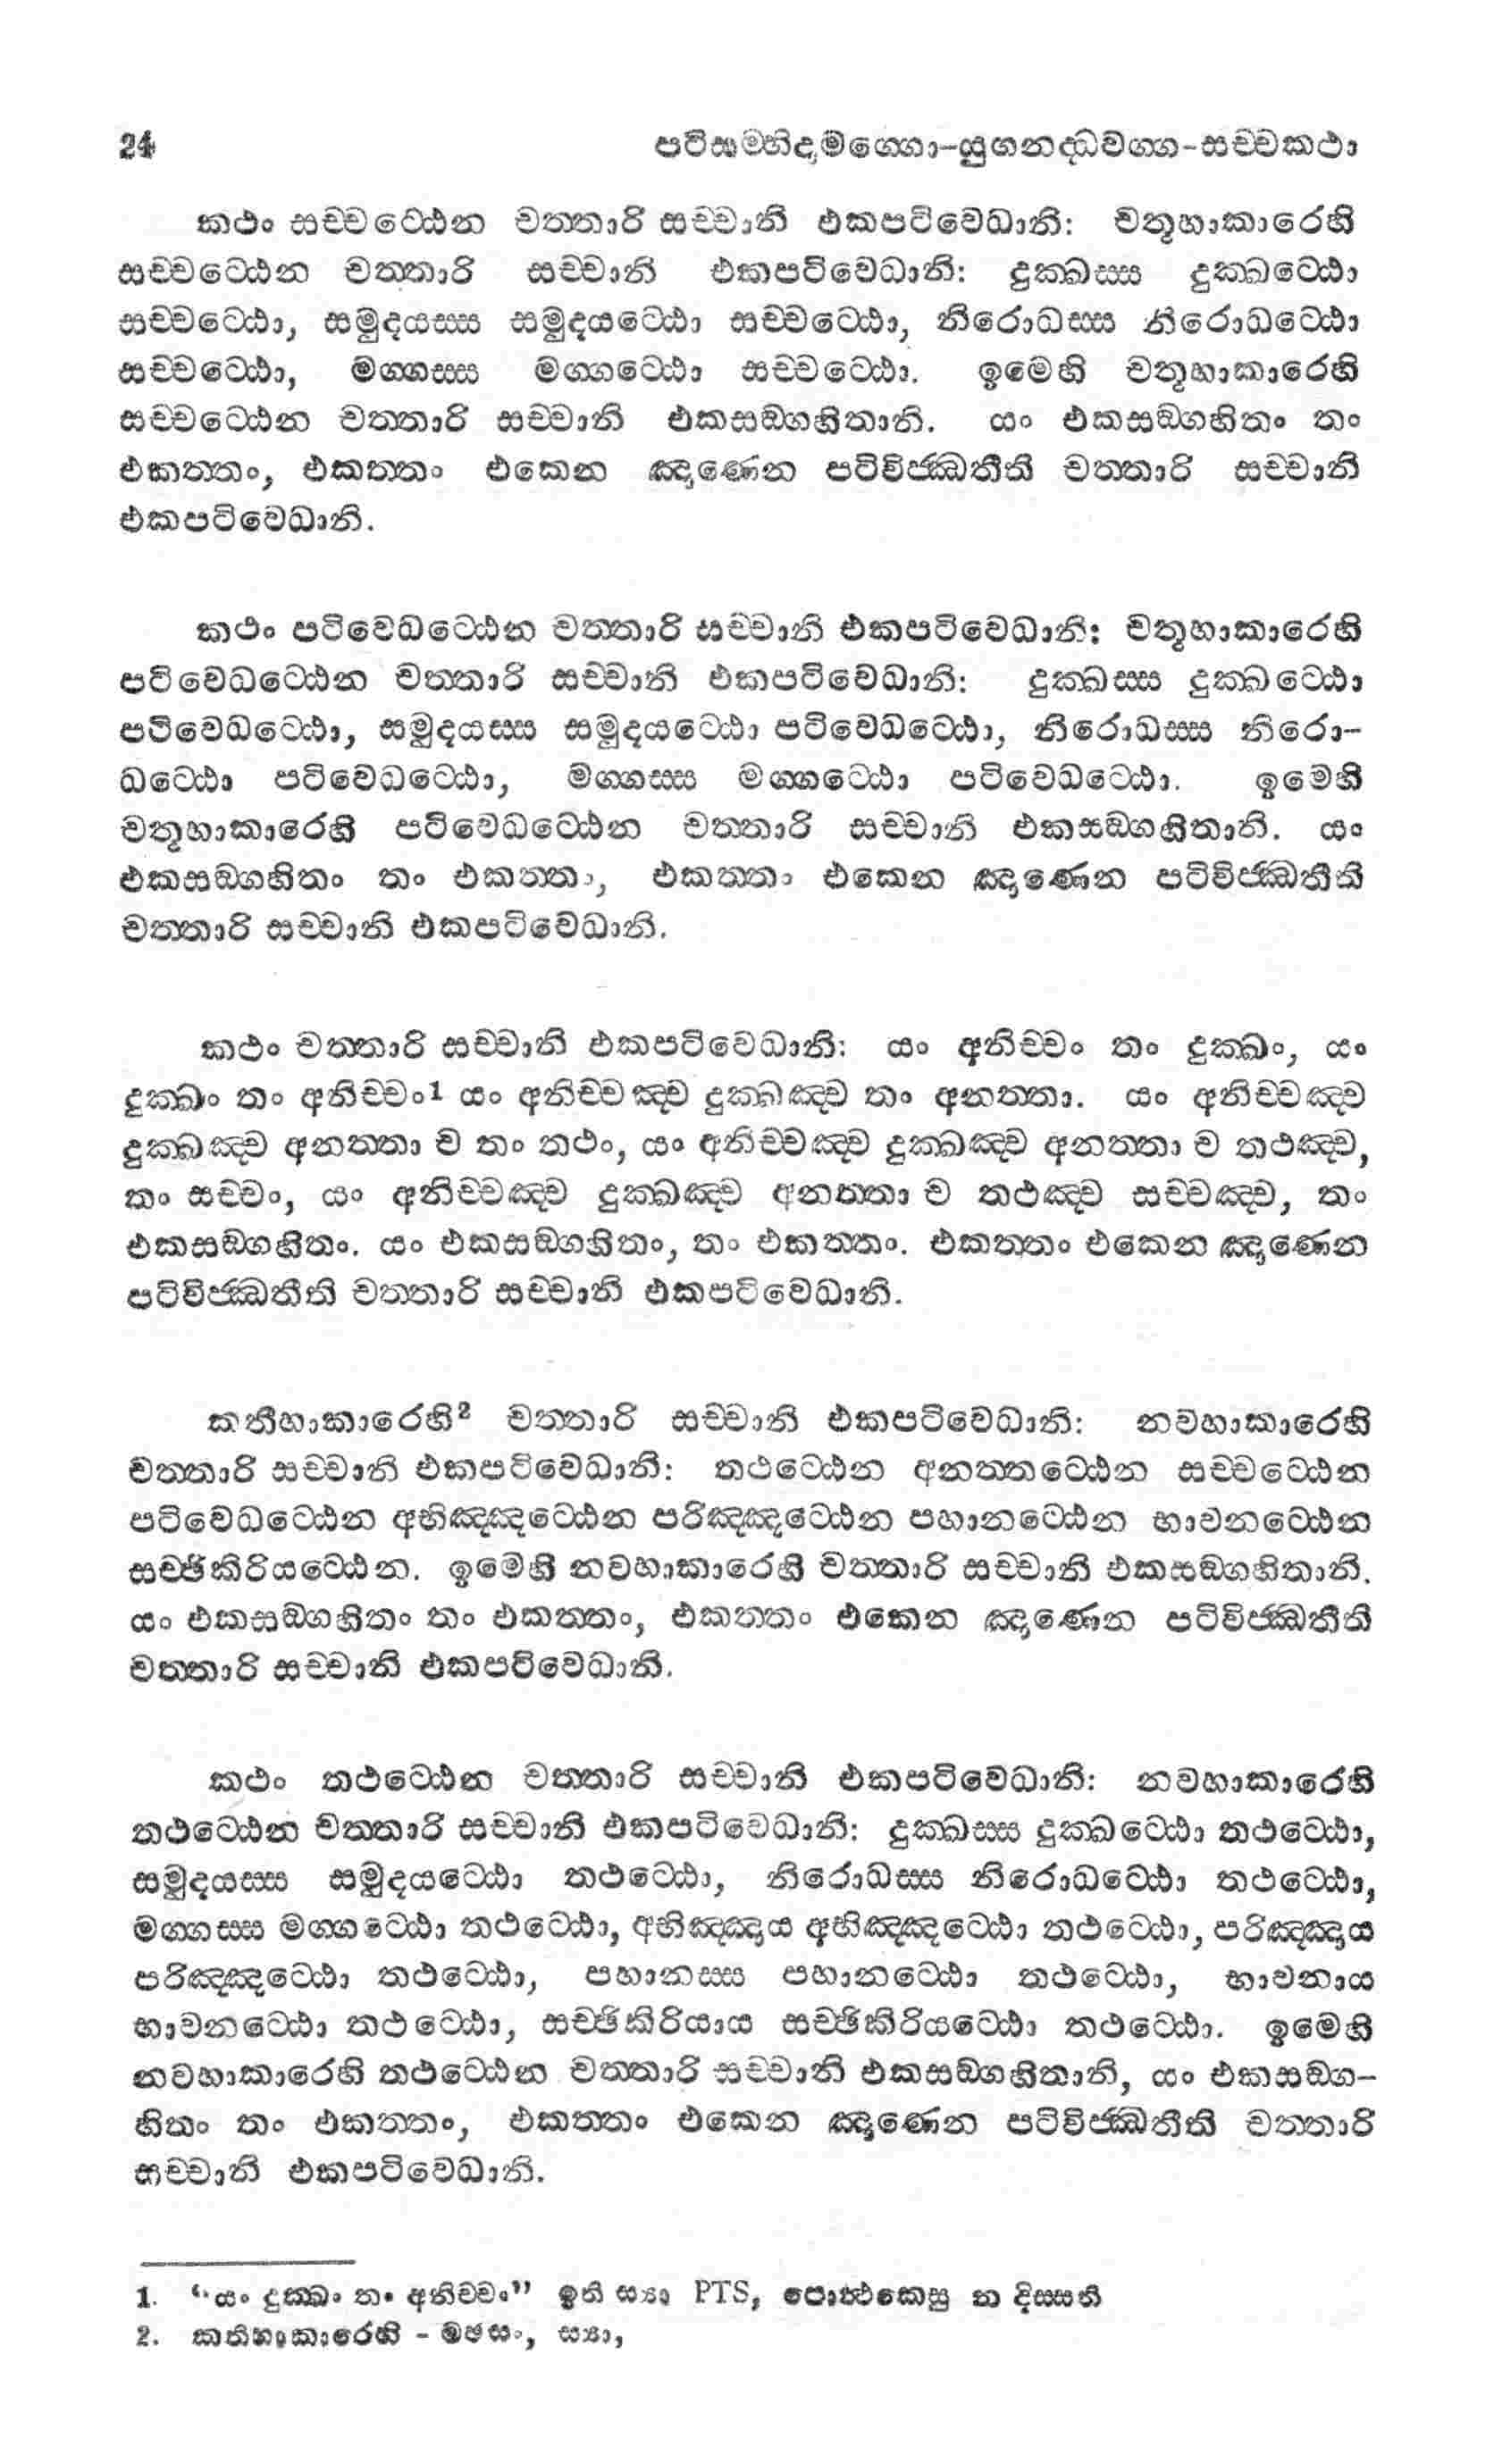 24 පටිසම්භිදාමග්ගො-යුගනද්ධවග්ග-සච්චකථා
කථං සච්චට්ඨෙන චත්තාරි සච්චානි එකපටිවෙධානි: චතූහාකාරෙහි
සච්චට්ඨෙන චත්තාරි සච්චානි එකපටිවෙධානි: දුක්ඛස්ස දුක්ඛට්ඨො
සච්චට්ඨො, සමුදයස්ස සමුදයට්ඨො සච්චට්ඨො, නිරොධස්ස නිරොධට්ඨො
සච්චට්ඨො, මග්ගස්ස මග්ගට්ඨො සච්චට්ඨො. ඉමෙහි චතූහාකාරෙහි
සච්චට්ඨෙන චත්තාරි සච්චානි එකසඞ්ගහිතානි. යං එකසඞ්ගහිතං තං
එකත්තං, එකත්තං එකෙන ඤාණෙන පටිවිජ්ඣතීති චත්තාරි සච්චානි
එකපටිවෙධානි.
කථං පටිවෙධට්ඨෙන චත්තාරි සච්චානි එකපටිවෙධානි: චතූහාකාරෙහි
පටිවෙධට්ඨෙන චත්තාරි සච්චානි එකපටිවෙධානි: දුක්ඛස්ස දුක්ඛට්ඨො
පටිවෙධට්ඨො, සමුදයස්ස සමුදයට්ඨො පටිවෙධට්ඨො, නිරොධස්ස නිරො-
ධට්ඨො පටිවෙධට්ඨො, මග්ගස්ස මග්ගට්ඨො පටිවෙධට්ඨො. ඉමෙහි
චතූහාකාරෙහි පටිවෙධට්ඨෙන චත්තාරි සච්චානි එකසඞ්ගහිතානි. යං
එකසඞ්ගහිතං තං එකත්තං, එකත්තං එකෙන ඤාණෙන පටිවිජ්ඣතීති
චත්තාරි සච්චානි එකපටිවෙධානි.
කථං චත්තාරි සච්චානි එකපටිවෙධානි: යං අනිච්චං තං දුක්ඛං, යං
දුක්ඛං තං අනිච්චං1 යං අනිච්චඤ්ච දුක්ඛඤ්ච තං අනත්තා. යං අනිච්චඤ්ච
දුක්ඛඤ්ච අනත්තා ච තං තථං, යං අනිච්චඤ්ච දුක්ඛඤ්ච අනත්තා ච තථඤ්ච,
තං සච්චං, යං අනිච්චඤ්ච දුක්ඛඤ්ච අනත්තා ච තථඤ්ච සච්චඤ්ච, තං
එකසඞ්ගහිතං. යං එකසඞ්ගහිතං, තං එකත්තං. එකත්තං එකෙන ඤාණෙන
පටිවිජ්ඣතීති චත්තාරි සච්චානි එකපටිවෙධානි.
කතීහාකාරෙහි2 චත්තාරි සච්චානි එකපටිවෙධානි: නවහාකාරෙහි
චත්තාරි සච්චානි එකපටිවෙධානි: තථට්ඨෙන අනත්තට්ඨෙන සච්චට්ඨෙන
පටිවෙධට්ඨෙන අභිඤ්ඤට්ඨෙන පරිඤ්ඤට්ඨෙන පහානට්ඨෙන භාවනට්ඨෙන
සච්ඡිකිරියට්ඨෙන. ඉමෙහි නවහාකාරෙහි චත්තාරි සච්චානි එකසඞ්ගහිතානි.
යං එකසඞ්ගහිතං තං එකත්තං, එකත්තං එකෙන ඤාණෙන පටිවිජ්ඣතීති
චත්තාරි සච්චානි එකපටිවෙධානි.
කථං තථට්ඨෙන චත්තාරි සච්චානි එකපටිවෙධානි: නවහාකාරෙහි
තථට්ඨෙන චත්තාරි සච්චානි එකපටිවෙධානි: දුක්ඛස්ස දුක්ඛට්ඨො තථට්ඨො,
සමුදයස්ස සමුදයට්ඨො තථට්ඨො, නිරොධස්ස නිරොධට්ඨො තථට්ඨො,
මග්ගස්ස මග්ගට්ඨො තථට්ඨො, අභිඤ්ඤාය අභිඤ්ඤට්ඨො තථට්ඨො, පරිඤ්ඤාය
පරිඤ්ඤට්ඨො තථට්ඨො, පහානස්ස පහානට්ඨො තථට්ඨො, භාවනාය
භාවනට්ඨො තථට්ඨො, සච්ඡිකිරියාය සච්ඡිකිරියට්ඨො තථට්ඨො. ඉමෙහි
නවහාකාරෙහි තථට්ඨෙන චත්තාරි සච්චානි එකසඞ්ගහිතානි, යං එකසඞ්ග-
හිතං තං එකත්තං, එකත්තං එකෙන ඤාණෙන පටිවිජ්ඣතීති චත්තාරි
සච්චානි එකපටිවෙධානි.
1. “යං දුක්ඛං තං අනිච්චං” ඉති ස්‍යා PTS, පොත්‍ථකෙසු න දිස්සති
2. කතිහාකාරෙහි - මඡසං, ස්‍යා,